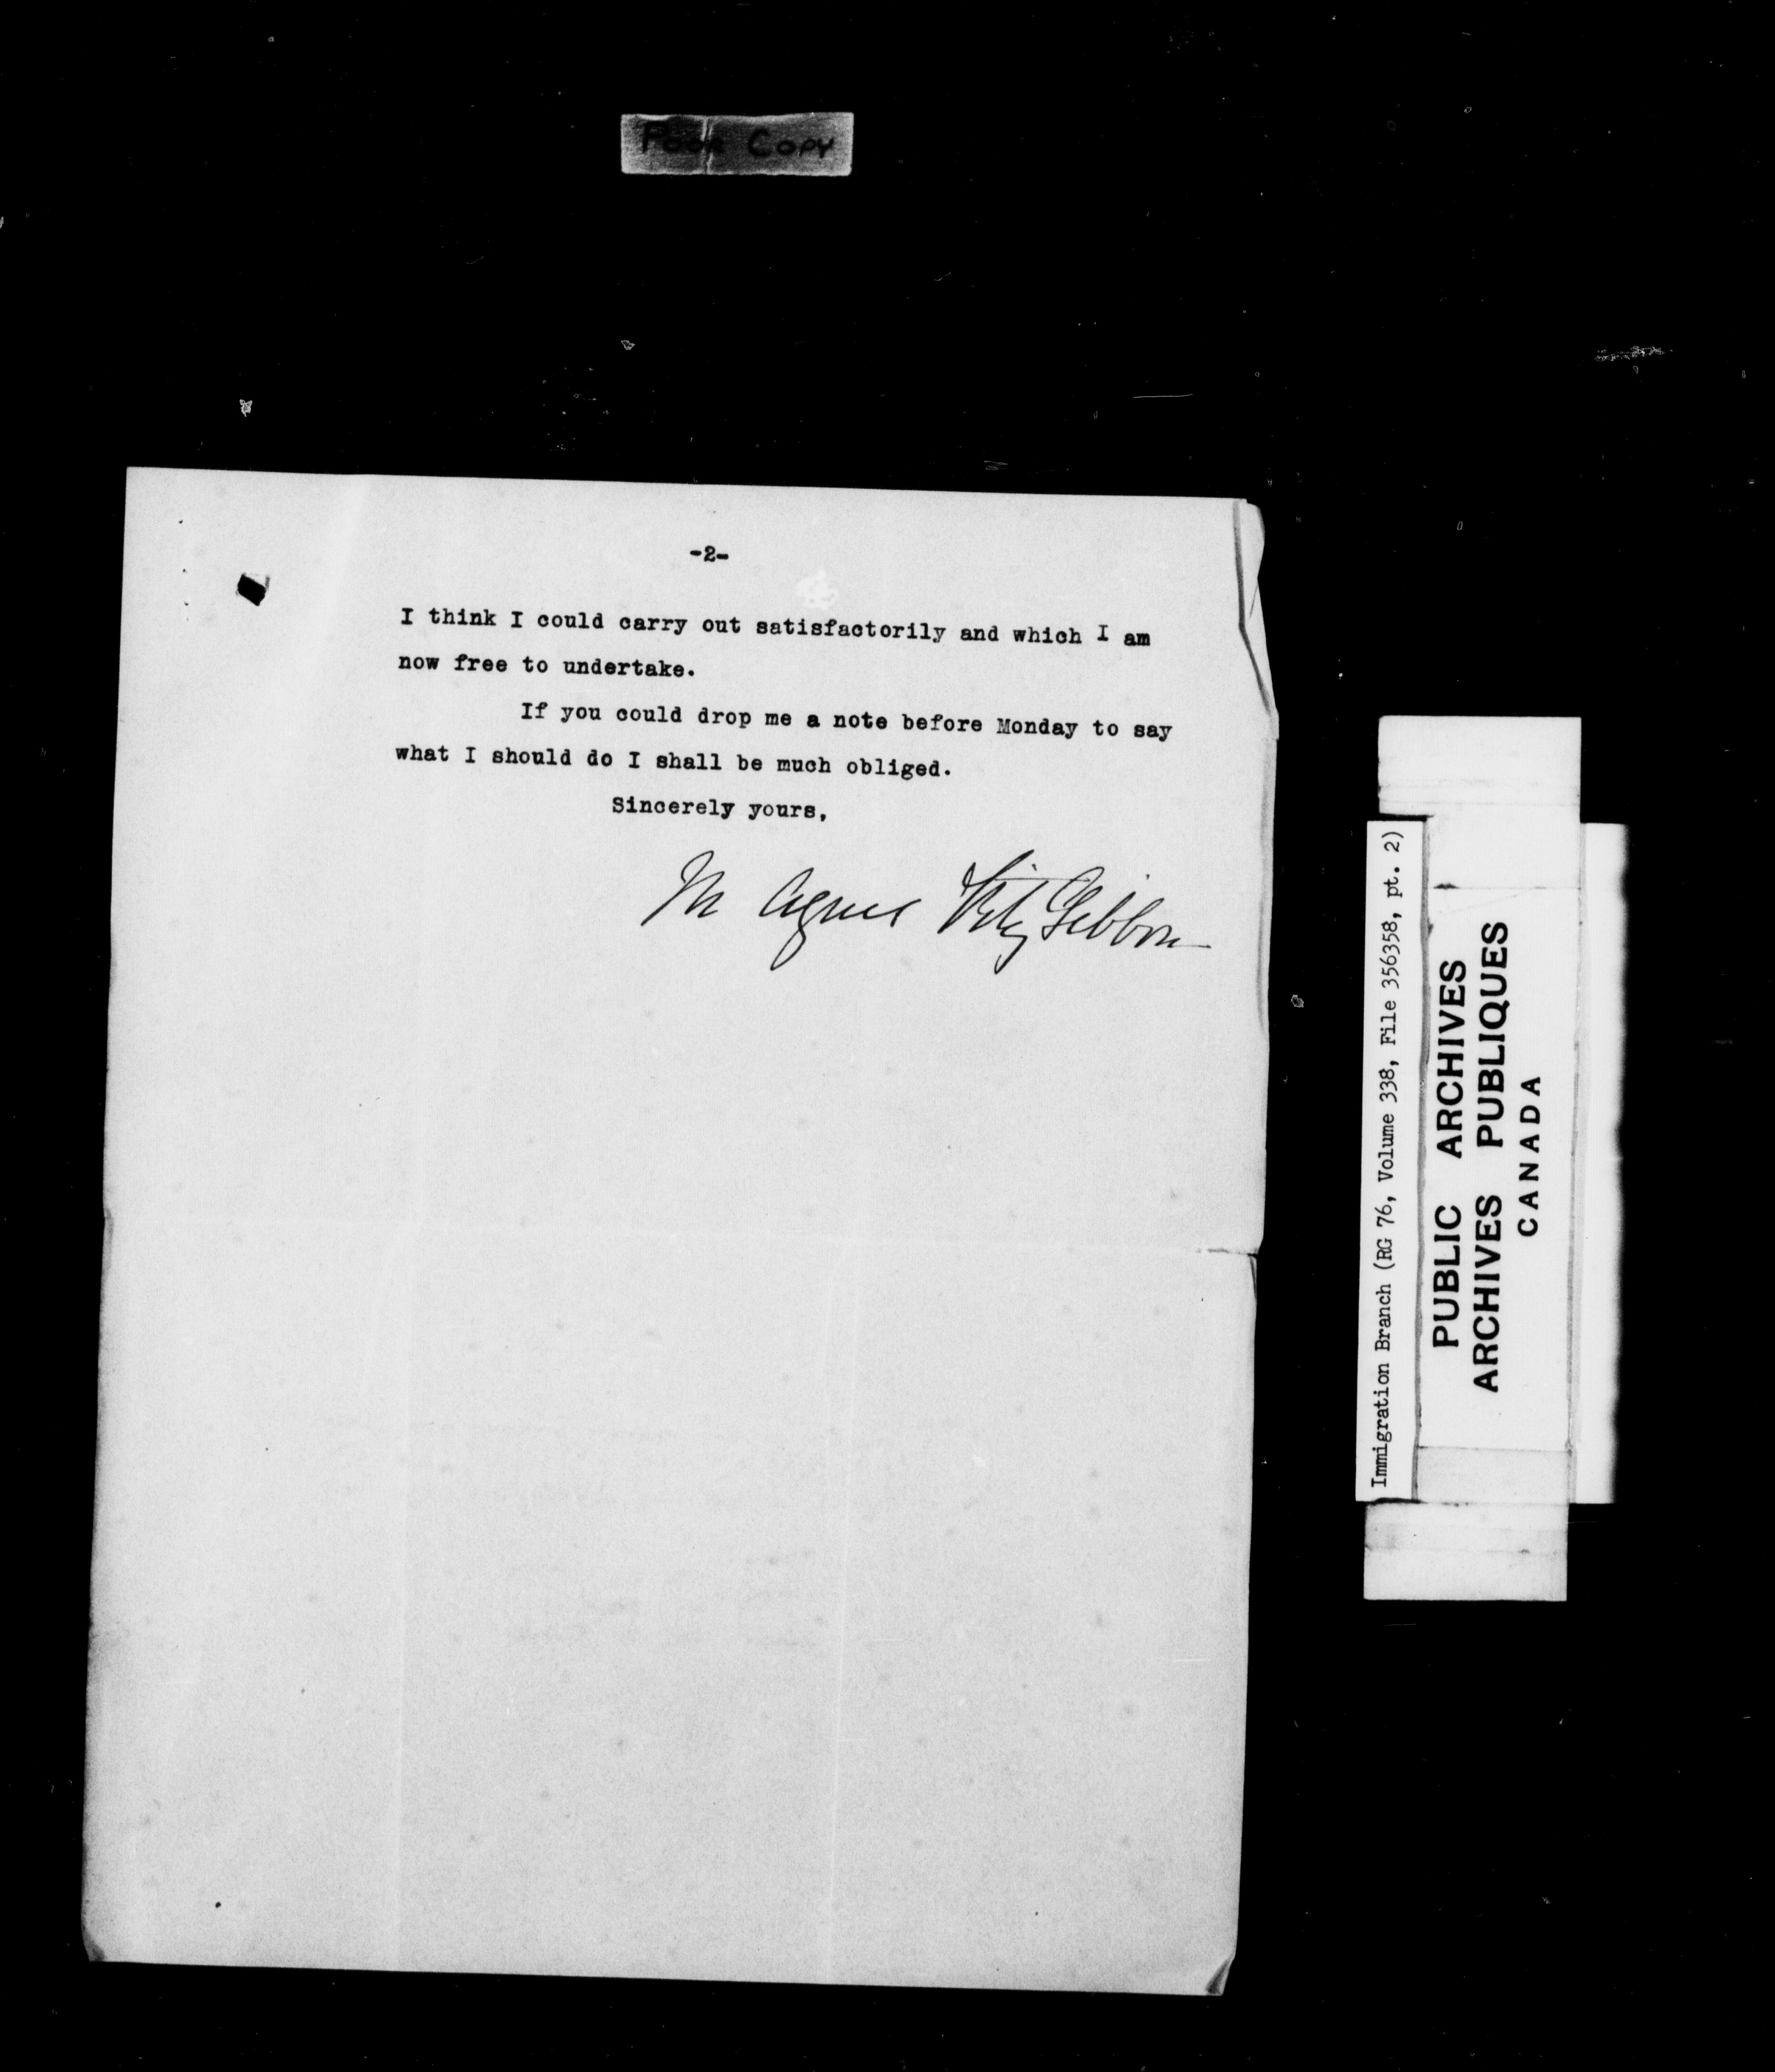 Poor Copy
-2-
I think I could carry out satisfactorily and which I am
now free to undertake.
If you could drop me a note before Monday to say
what I should do I shall be much obliged.
Sincerely yours,
M Agnes FitzGibbon
Immigration Branch (RG 76, Volume 338, File 356358, pt. 2)
PUBLIC ARCHIVES
ARCHIVES PUBLIQUES
CANADA